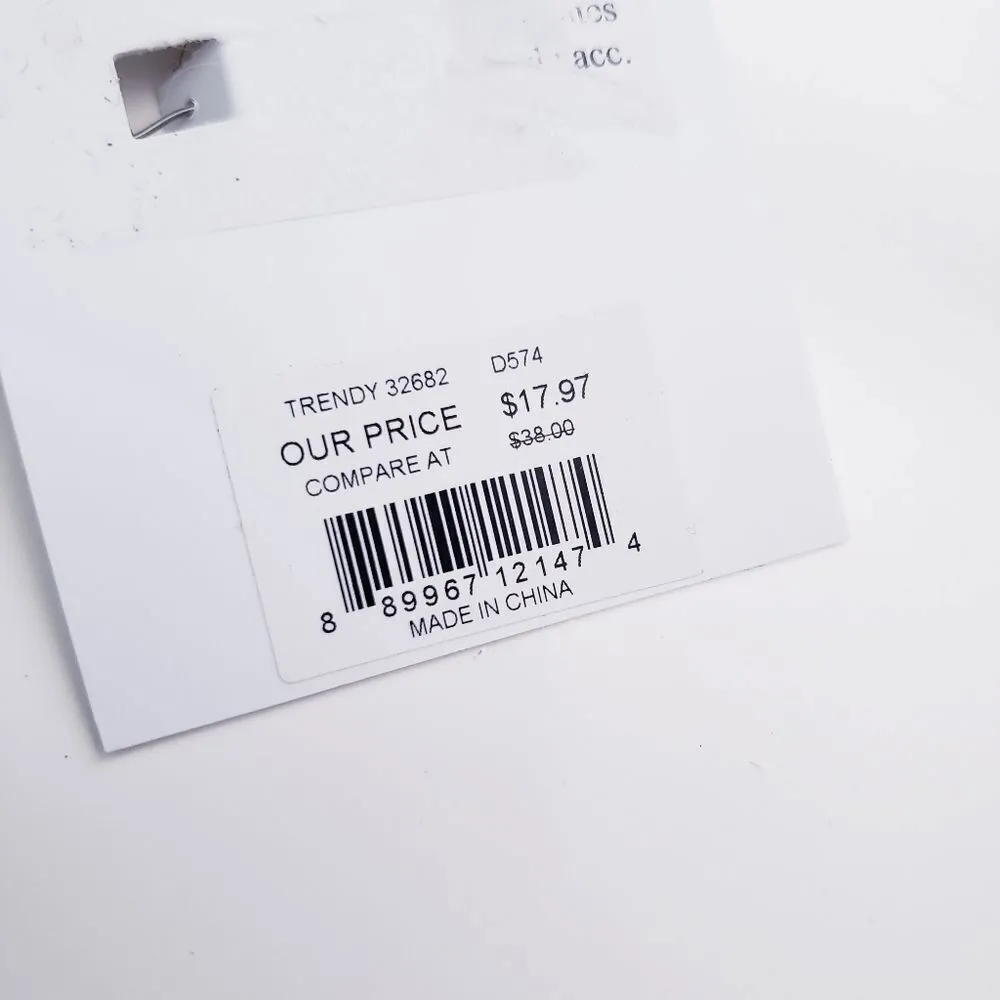 acc.
TRENDY 32682 D574
OUR PRICE $17.97
COMPARE AT $38.00
8 89967 12147 4
MADE IN CHINA